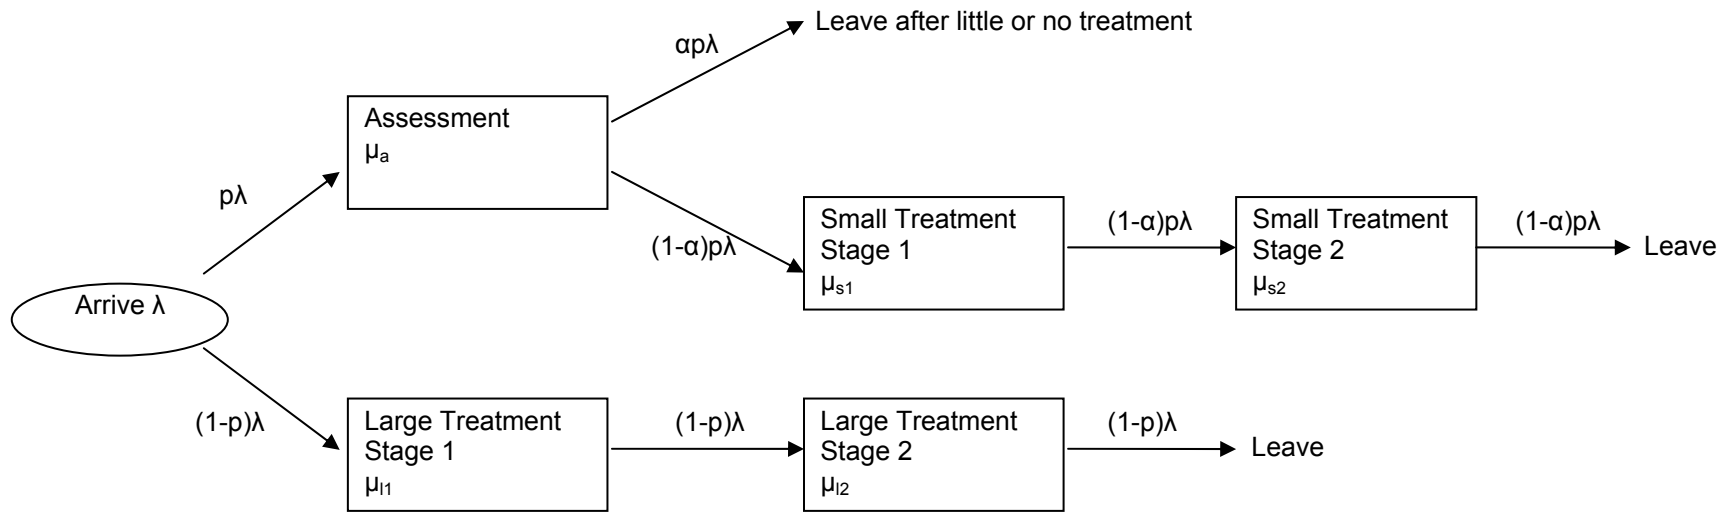 Leave after little or no treatment
αpλ
Assessment
μa
pλ
(1-α)pλ
Small Treatment
Stage 1
μs1
(1-α)pλ
Small Treatment
Stage 2
μs2
(1-α)pλ
Leave
Arrive λ
(1-p)λ
Large Treatment
Stage 1
μl1
(1-p)λ
Large Treatment
Stage 2
μl2
(1-p)λ
Leave